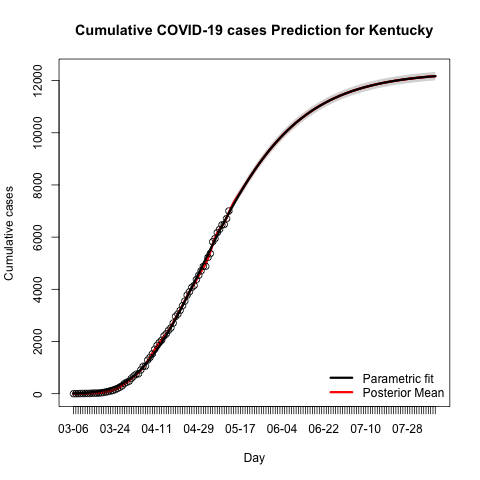 Cumulative COVID-19 cases Prediction for Kentucky
Cumulative cases
12000
10000
8000
6000
4000
2000
0
Parametric fit
Posterior Mean
03-06 03-24 04-11 04-29 05-17 06-04 06-22 07-10 07-28
Day